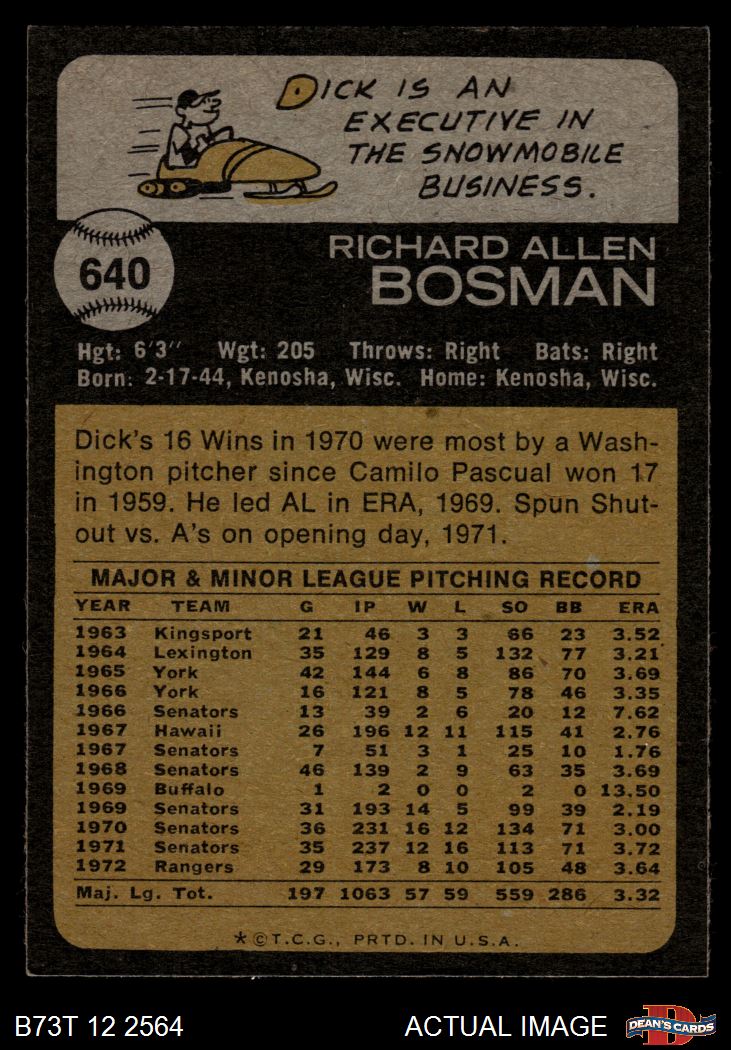 DICK IS AN
EXECUTIVE IN
THE SNOWMOBILE
BUSINESS.
640
RICHARD ALLEN
BOSMAN
Hgt: 6'3" Wgt: 205 Throws: Right Bats: Right
Born: 2-17-44, Kenosha, Wisc. Home: Kenosha, Wisc.
Dick's 16 Wins in 1970 were most by a Wash-
ington pitcher since Camilo Pascual won 17
in 1959. He led AL in ERA, 1969. Spun Shut-
out vs. A's on opening day, 1971.
MAJOR & MINOR LEAGUE PITCHING RECORD
YEAR TEAM G IP W L SO BB ERA
1963 Kingsport 21 46 3 3 66 23 3.52
1964 Lexington 35 129 8 5 132 77 3.21
1965 York 42 144 6 8 86 70 3.69
1966 York 16 121 8 5 78 46 3.35
1966 Senators 13 39 2 6 20 12 7.62
1967 Hawaii 26 196 12 11 115 41 2.76
1967 Senators 7 51 3 1 25 10 1.76
1968 Senators 46 139 2 9 63 35 3.69
1969 Buffalo 1 2 0 0 2 0 13.50
1969 Senators 31 193 14 5 99 39 2.19
1970 Senators 36 231 16 12 134 71 3.00
1971 Senators 35 237 12 16 113 71 3.72
1972 Rangers 29 173 8 10 105 48 3.64
Maj. Lg. Tot. 197 1063 57 59 559 286 3.32
*©T.C.G., PRTD. IN U.S.A.
B73T 12 2564 ACTUAL IMAGE D DEAN'S CARDS